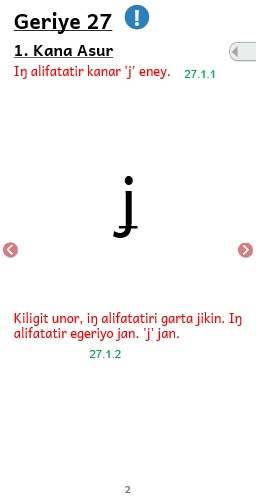 Geriye 27 !
1. Kana Asur
Iŋ alifatatir kanar 'j' eney. 27.1.1
ɉ
Kiligit unor, iŋ alifatatiri garta jikin. Iŋ
alifatatir egeriyo jan. 'j' jan.
27.1.2
2